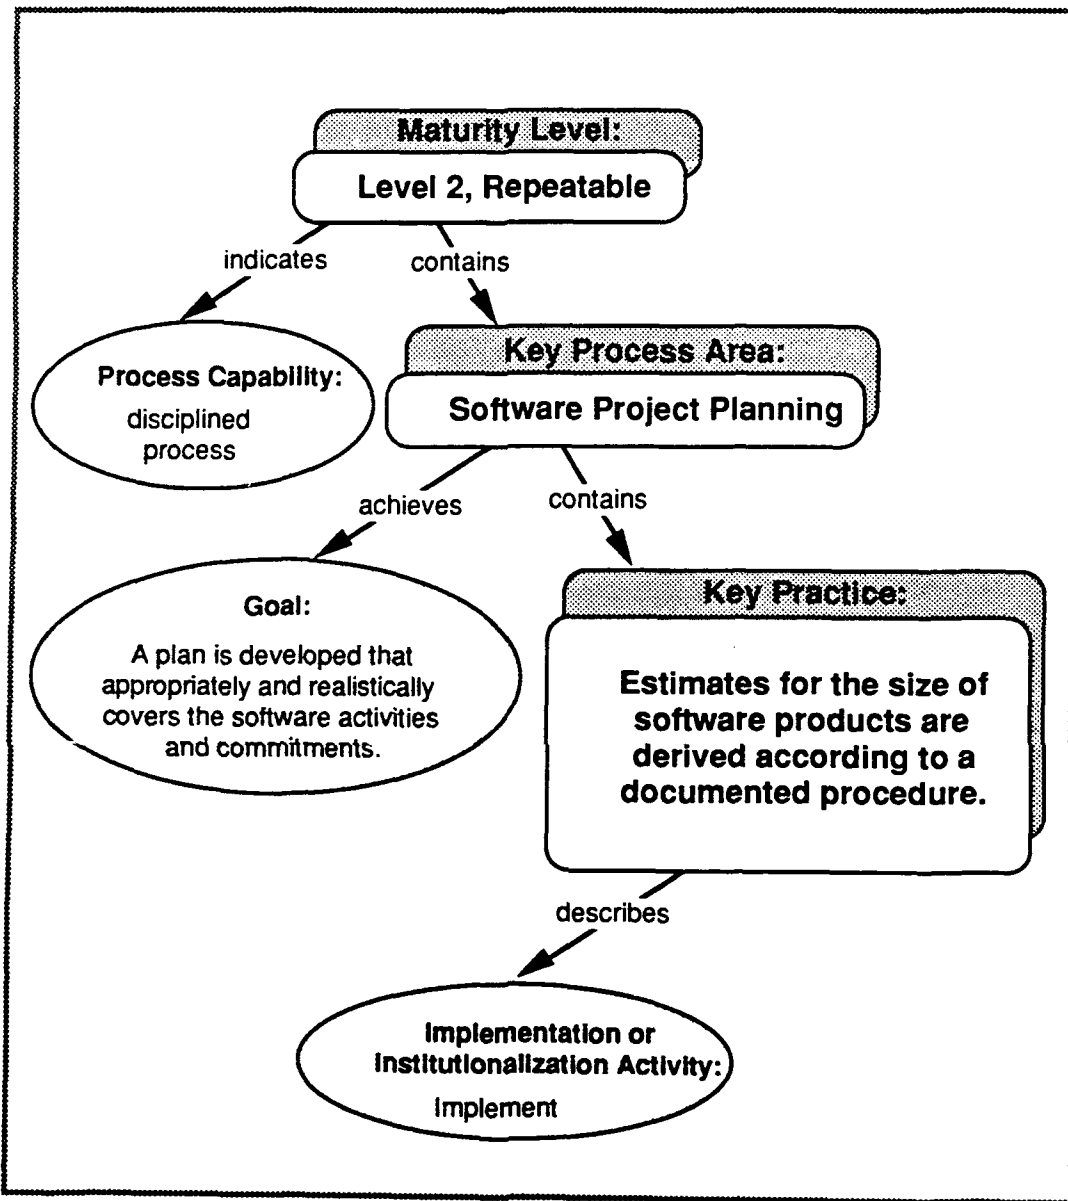 Maturity Level:
Level 2, Repeatable
indicates
contains
Key Process Area:
Process Capability:
disciplined
process
Software Project Planning
achieves
contains
Goal:
A plan is developed that
appropriately and realistically
covers the software activities
and commitments.
Key Practice:
Estimates for the size of
software products are
derived according to a
documented procedure.
describes
Implementation or
Institutionalization Activity:
Implement